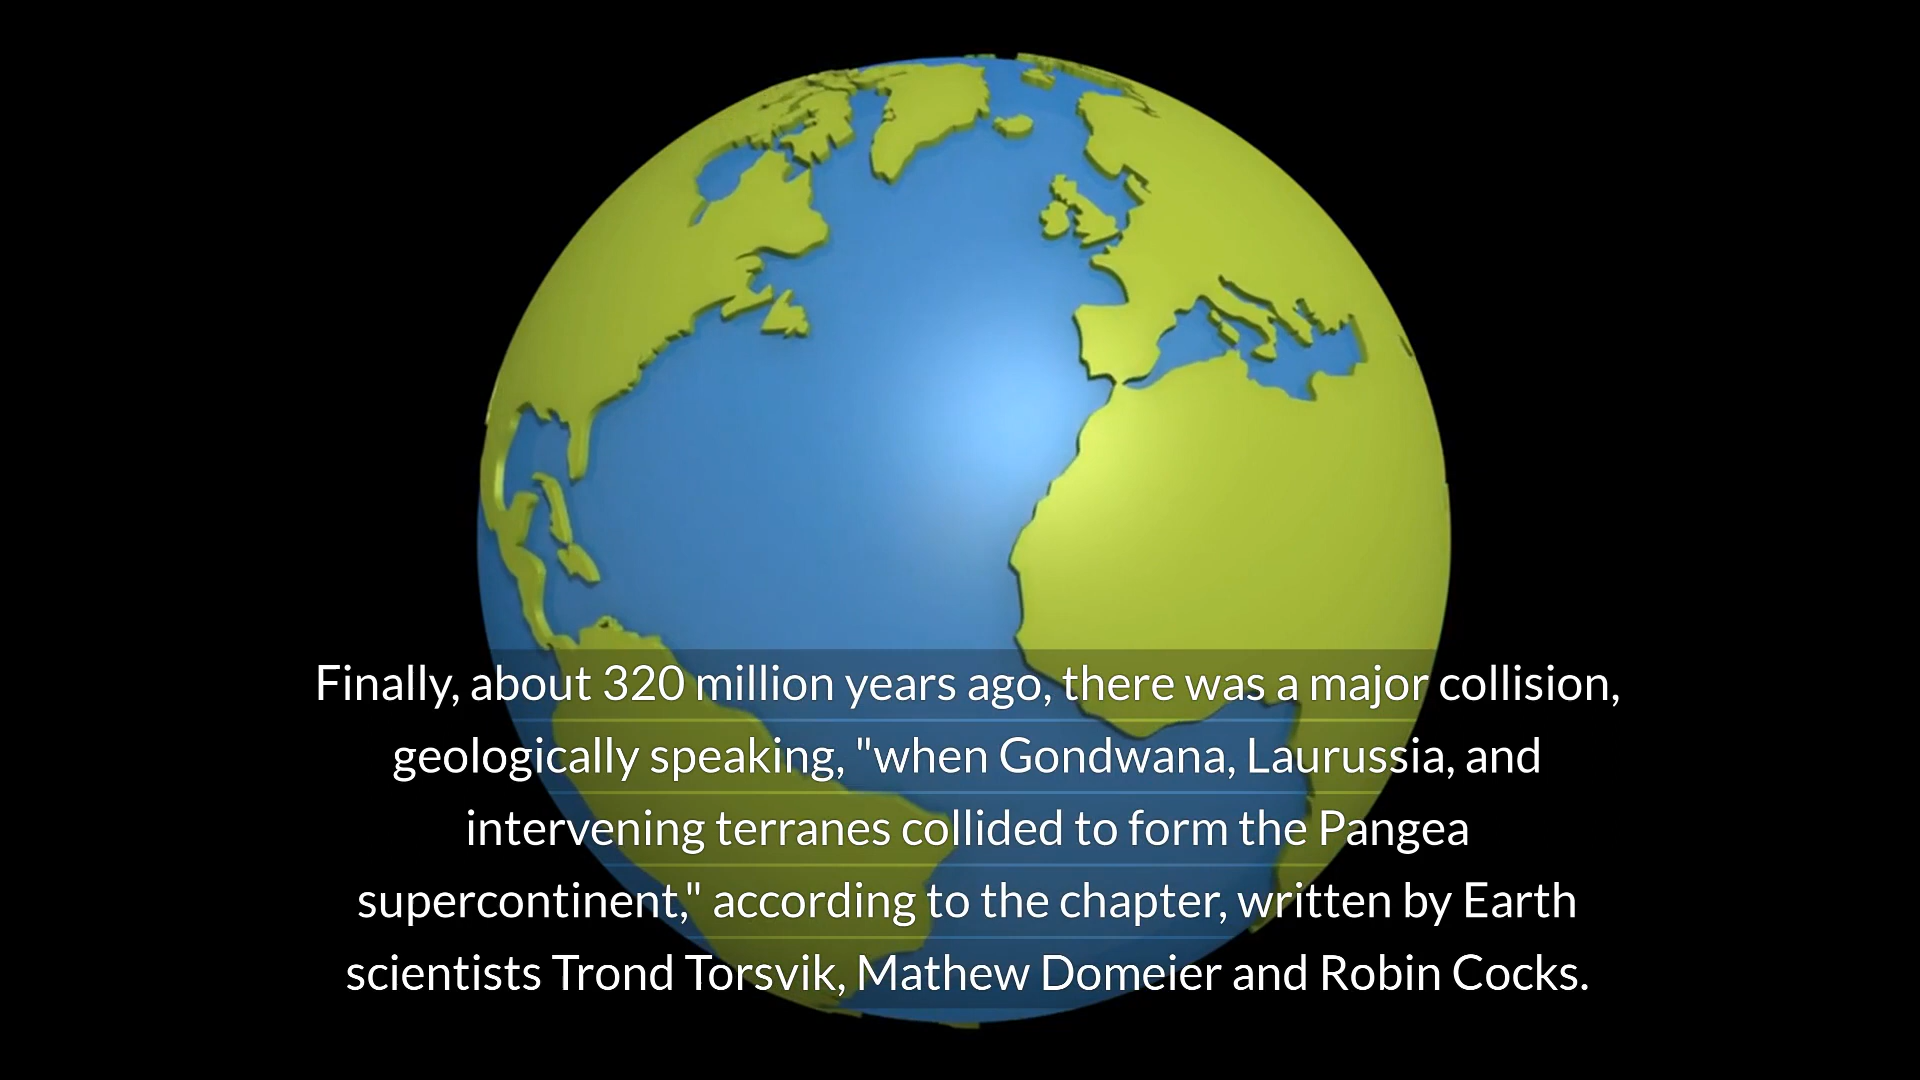 Finally, about 320 million years ago, there was a major collision,
geologically speaking, "when Gondwana, Laurussia, and
intervening terranes collided to form the Pangea
supercontinent," according to the chapter, written by Earth
scientists Trond Torsvik, Mathew Domeier and Robin Cocks.